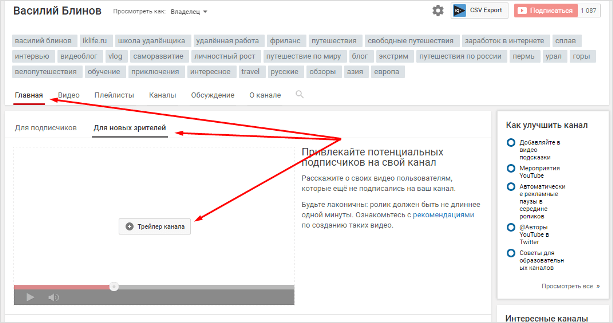 Василий Блинов Просмотреть как: Владелец CSV Export Подписаться 1 087
василий блинов iklife.ru школа удалёнщика удалённая работа фриланс путешествия свободные путешествия заработок в интернете сплав
интервью видеоблог vlog саморазвитие личностный рост путешествие по миру блог экстрим путешествия по россии пермь урал горы
велопутешествия обучение приключения интересное travel русские обзоры азия европа
Главная Видео Плейлисты Каналы Обсуждение О канале
Для подписчиков Для новых зрителей
Привлекайте потенциальных
подписчиков на свой канал
Расскажите о своих видео пользователям,
которые ещё не подписались на ваш канал.
Будьте лаконичны: ролик должен быть не длиннее
одной минуты. Ознакомьтесь с рекомендациями
по созданию таких видео.
Трейлер канала
Как улучшить канал
Добавляйте в
видео
подсказки
Мероприятия
YouTube
Автоматически
е рекламные
паузы в
середине
роликов
@Авторы
YouTube в
Twitter
Советы для
образовательн
ых каналов
Просмотреть все »
Интересные каналы